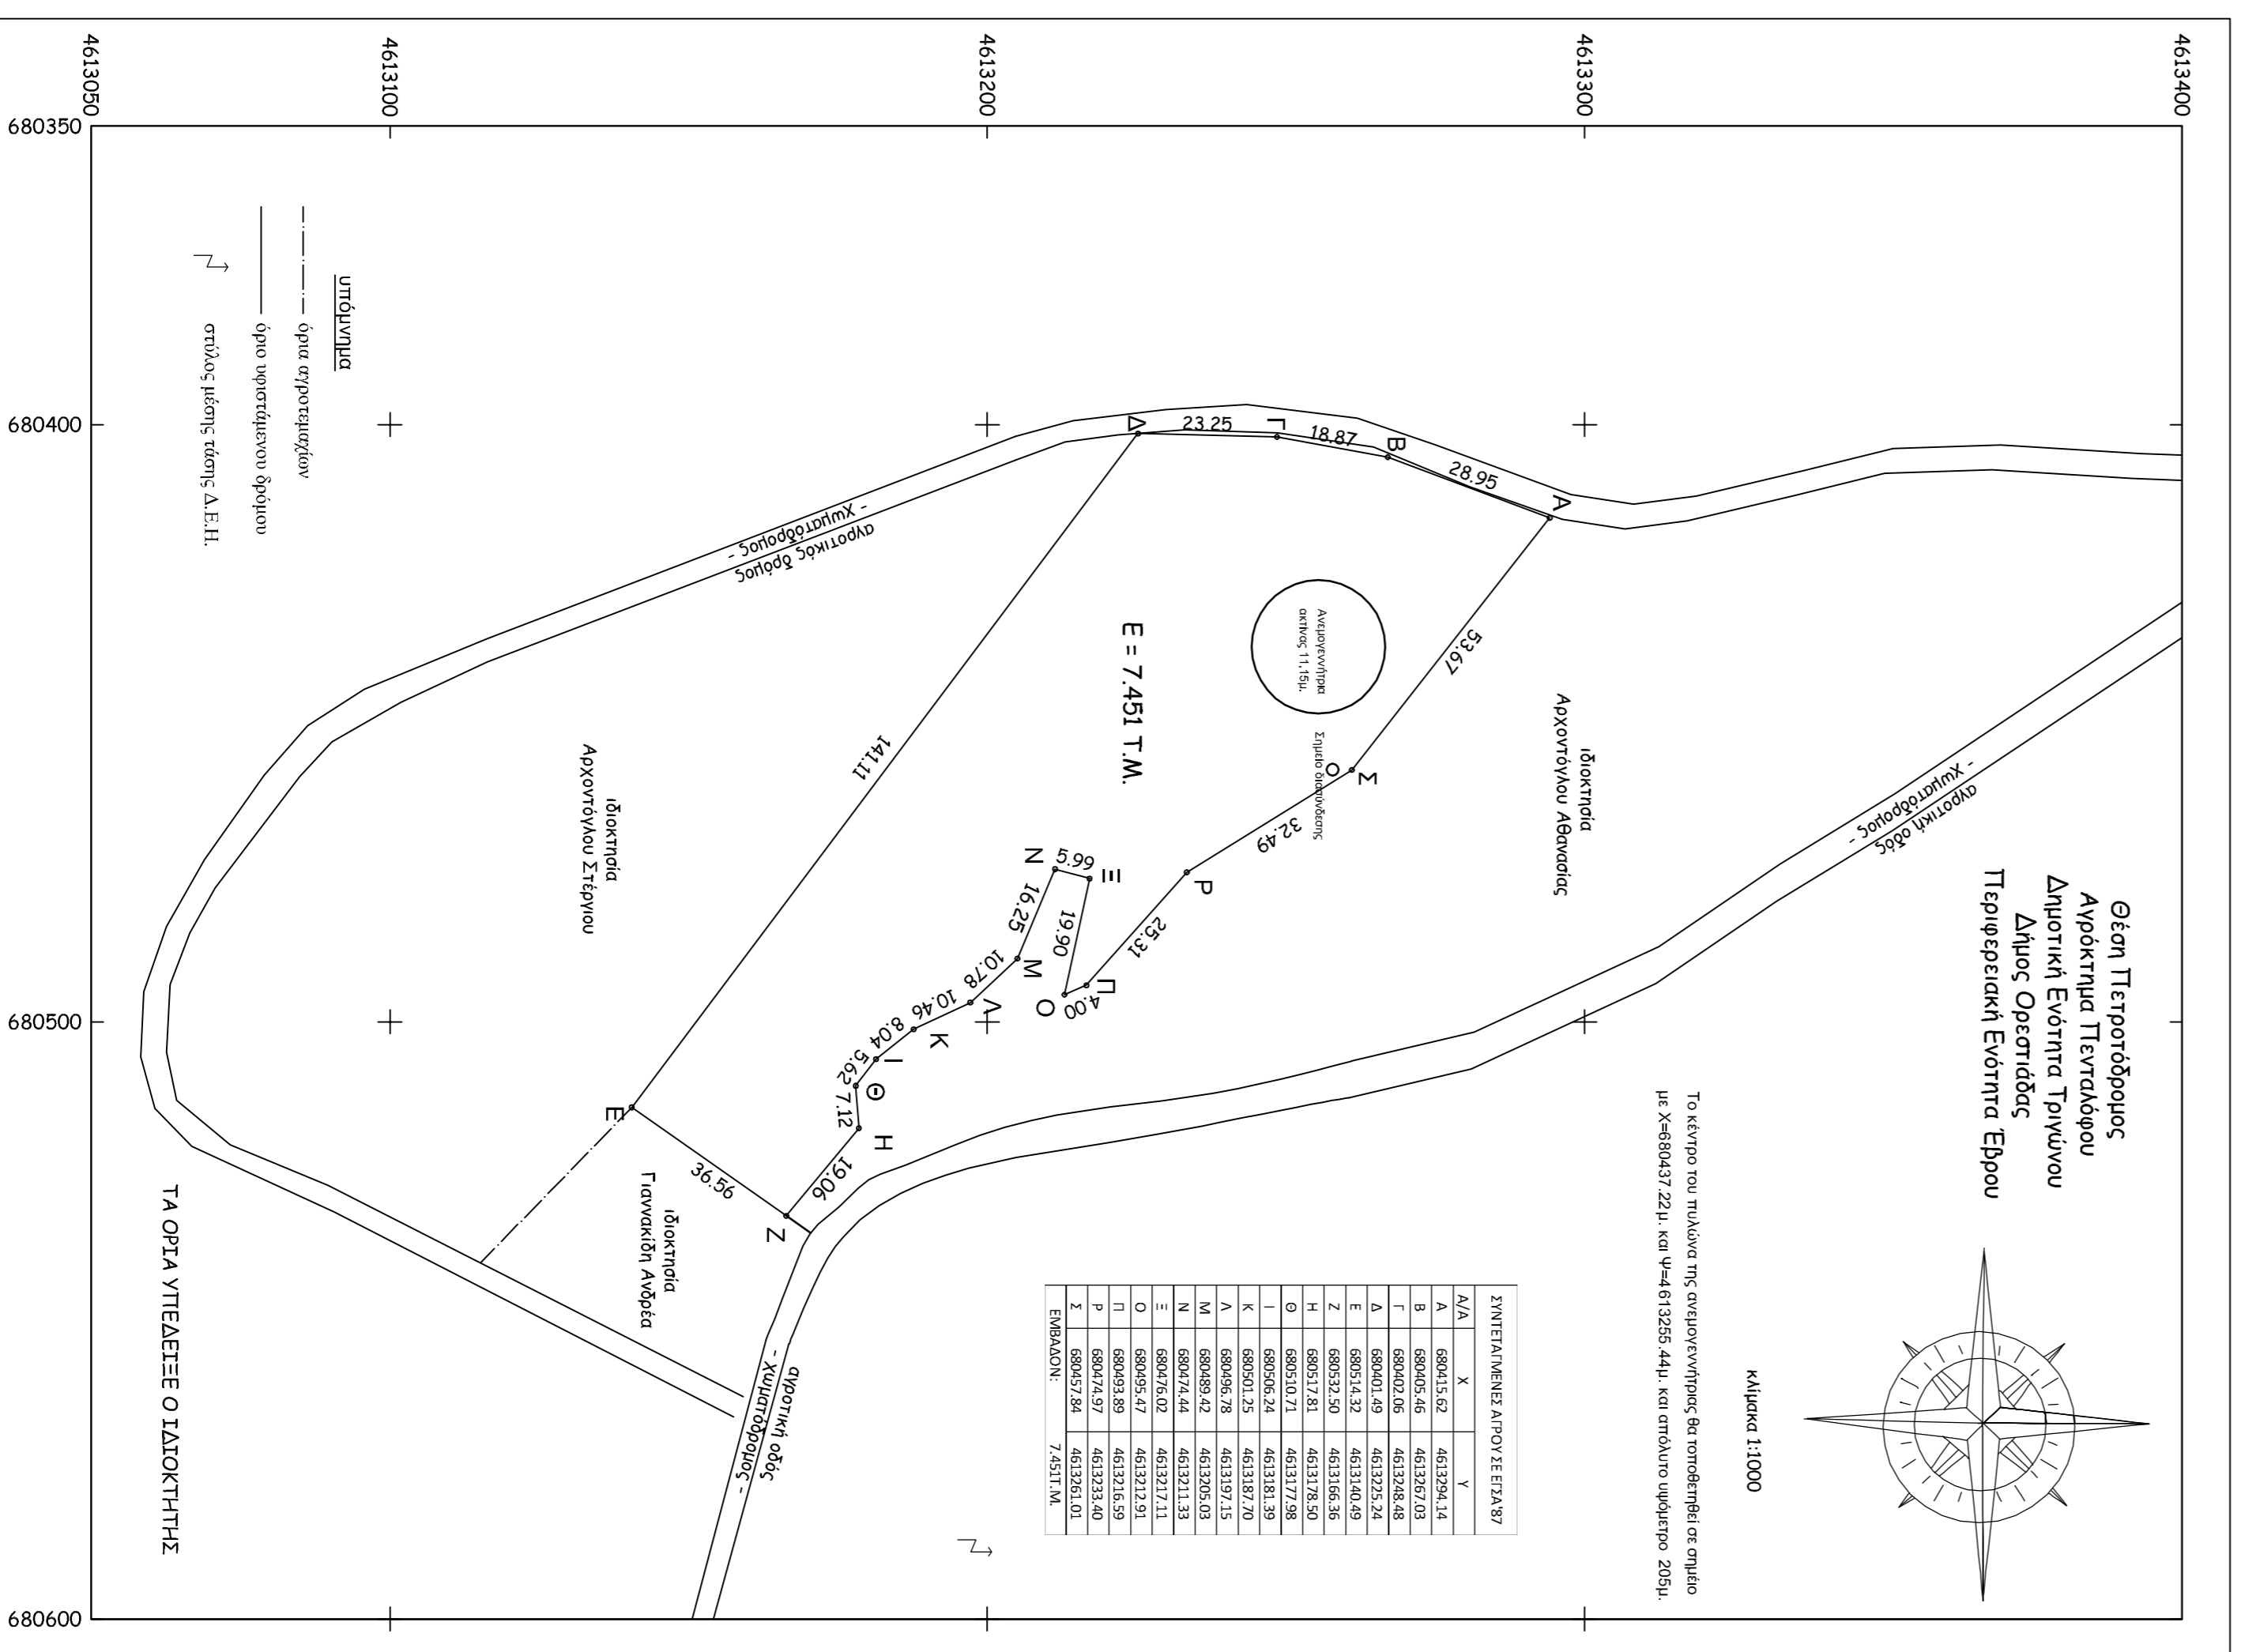 Θέση Πετροτόδρομος
Αγρόκτημα Πενταλόφου
Δημοτική Ενότητα Τριγώνου
Δήμος Ορεστιάδας
Περιφερειακή Ενότητα Έβρου
κλίμακα 1:1000
Το κέντρο του πυλώνα της ανεμογεννήτριας θα τοποθετηθεί σε σημείο
με Χ=680437.22μ. και Ψ=4613255.44μ. και απόλυτο υψόμετρο 205μ.
ΣΥΝΤΕΤΑΓΜΕΝΕΣ ΑΓΡΟΥ ΣΕ ΕΓΣΑ'87
Α/Α Χ Υ
Α 680415.62 4613294.14
Β 680405.46 4613267.03
Γ 680402.06 4613248.48
Δ 680401.49 4613225.24
Ε 680514.32 4613140.49
Ζ 680532.50 4613166.36
Η 680517.81 4613178.50
Θ 680510.71 4613177.98
Ι 680506.24 4613181.39
Κ 680501.25 4613187.70
Λ 680496.78 4613197.15
Μ 680489.42 4613205.03
Ν 680474.44 4613211.33
Ξ 680476.02 4613217.11
Ο 680495.47 4613212.91
Π 680493.89 4613216.59
Ρ 680474.97 4613233.40
Σ 680457.84 4613261.01
ΕΜΒΑΔΟΝ: 7.451Τ.Μ.
4613400
4613300
4613200
4613100
4613050
680350
680400
680500
680600
αγροτική οδός
- Χωματόδρομος -
ιδιοκτησία
Αρχοντόγλου Αθανασίας
Α
28.95
Β
18.87
Γ
23.25
Δ
53.67
Σ
32.49
Ρ
25.31
Π
4.00
Ο
19.90
Ξ
5.99
Ν
16.25
Μ
10.78
Λ
10.46
Κ
8.04
Ι
5.62
Θ
7.12
Η
19.06
Ζ
36.56
Ε
141.11
Ανεμογεννήτρια
ακτίνας 11,15μ.
Σημείο διασύνδεσης
Ε = 7.451 Τ.Μ.
- Χωματόδρομος -
αγροτικός δρόμος
ιδιοκτησία
Αρχοντόγλου Στέργιου
ιδιοκτησία
Γιαννακίδη Ανδρέα
αγροτική οδός
- Χωματόδρομος -
υπόμνημα
όρια αγροτεμαχίων
όριο υφιστάμενου δρόμου
στύλος μέσης τάσης Δ.Ε.Η.
ΤΑ ΟΡΙΑ ΥΠΕΔΕΙΞΕ Ο ΙΔΙΟΚΤΗΤΗΣ